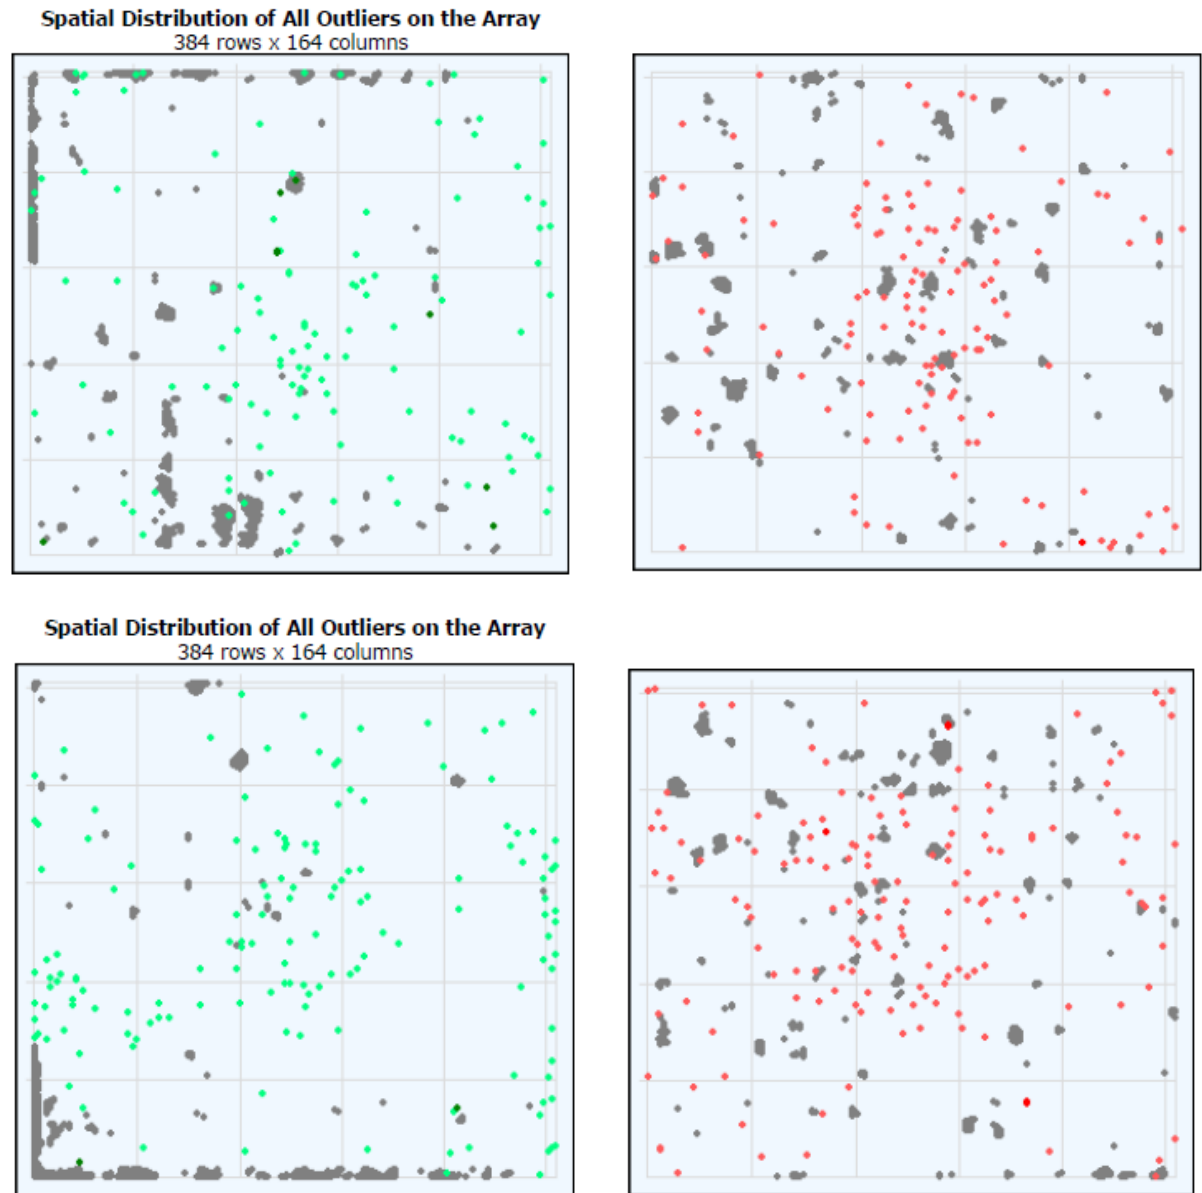 Spatial Distribution of All Outliers on the Array
384 rows x 164 columns
Spatial Distribution of All Outliers on the Array
384 rows x 164 columns